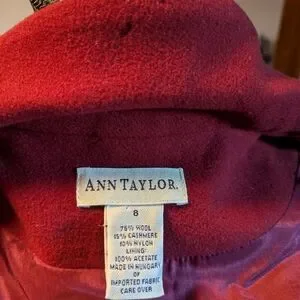 ANN TAYLOR.
8
75% WOOL
15% CASHMERE
10% NYLON
LINING:
100% ACETATE
MADE IN HUNGARY
OF
IMPORTED FABRIC
CARE OVER